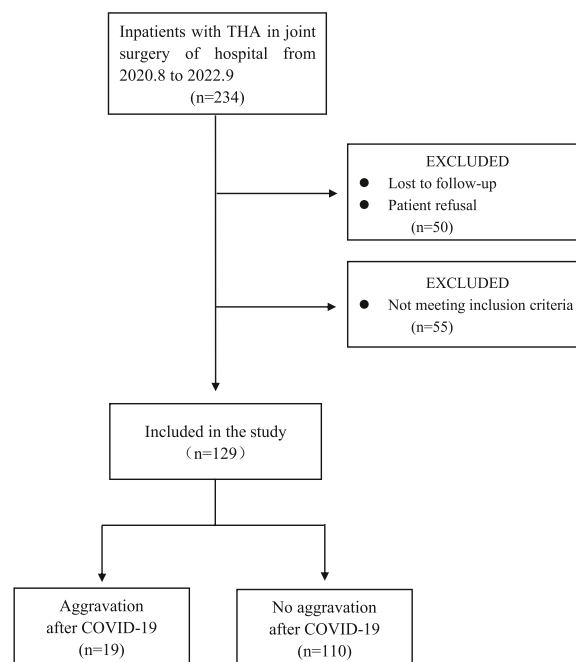 Inpatients with THA in joint
surgery of hospital from
2020.8 to 2022.9
(n=234)
EXCLUDED
● Lost to follow-up
● Patient refusal
(n=50)
EXCLUDED
● Not meeting inclusion criteria
(n=55)
Included in the study
（n=129）
Aggravation
after COVID-19
(n=19)
No aggravation
after COVID-19
(n=110)